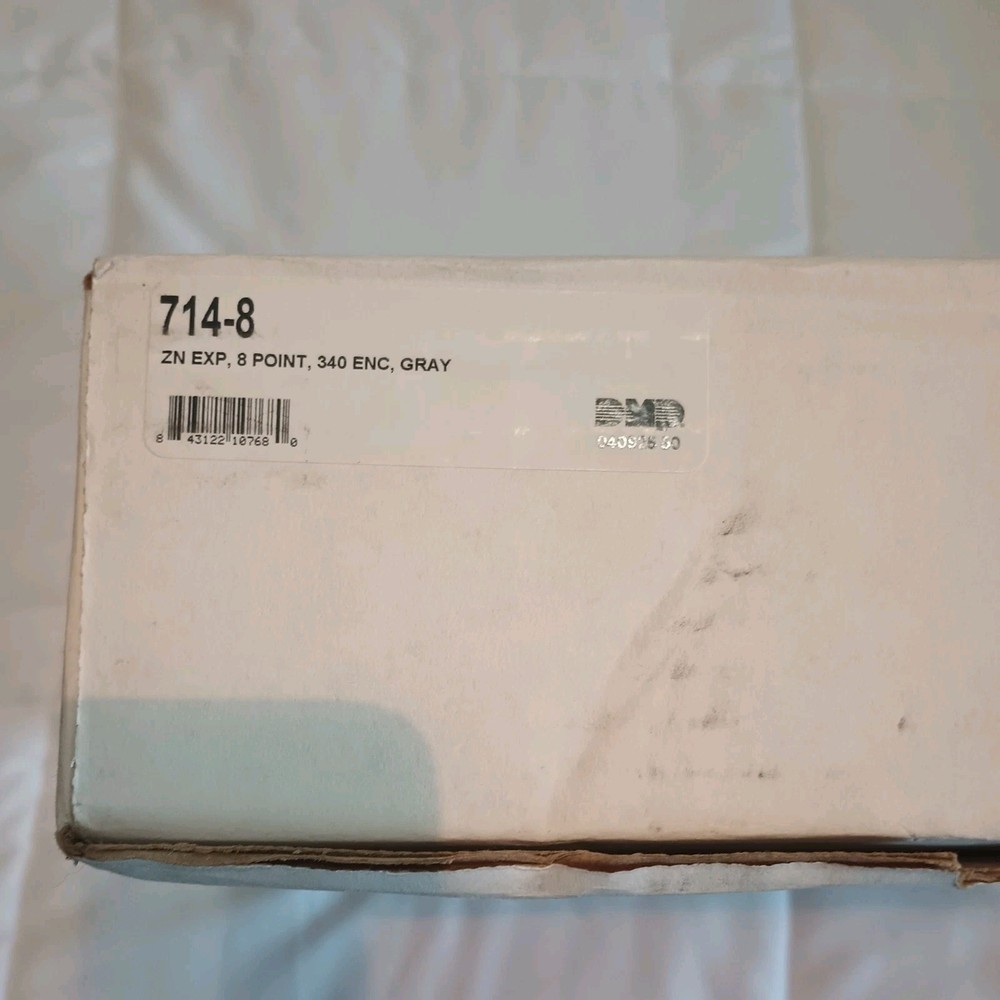 714-8
ZN EXP, 8 POINT, 340 ENC, GRAY
DMP
8 43122 10768 0